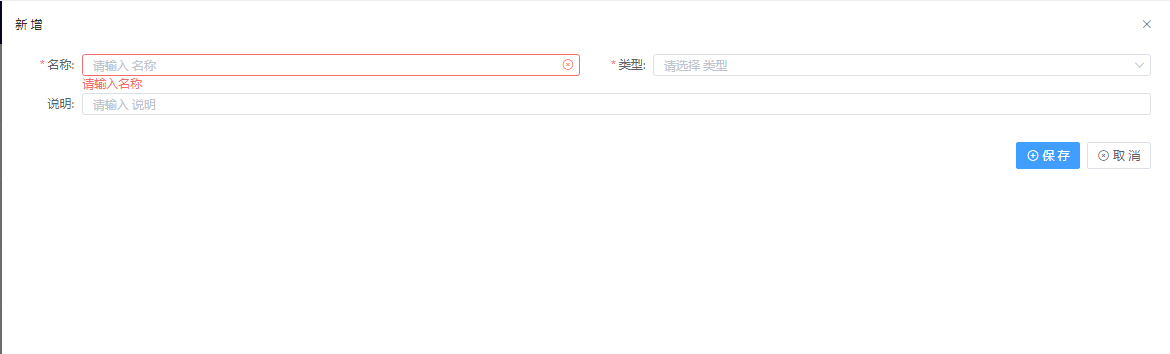 新增
* 名称: 请输入 名称 * 类型: 请选择 类型
请输入名称
说明: 请输入 说明
保存 取消